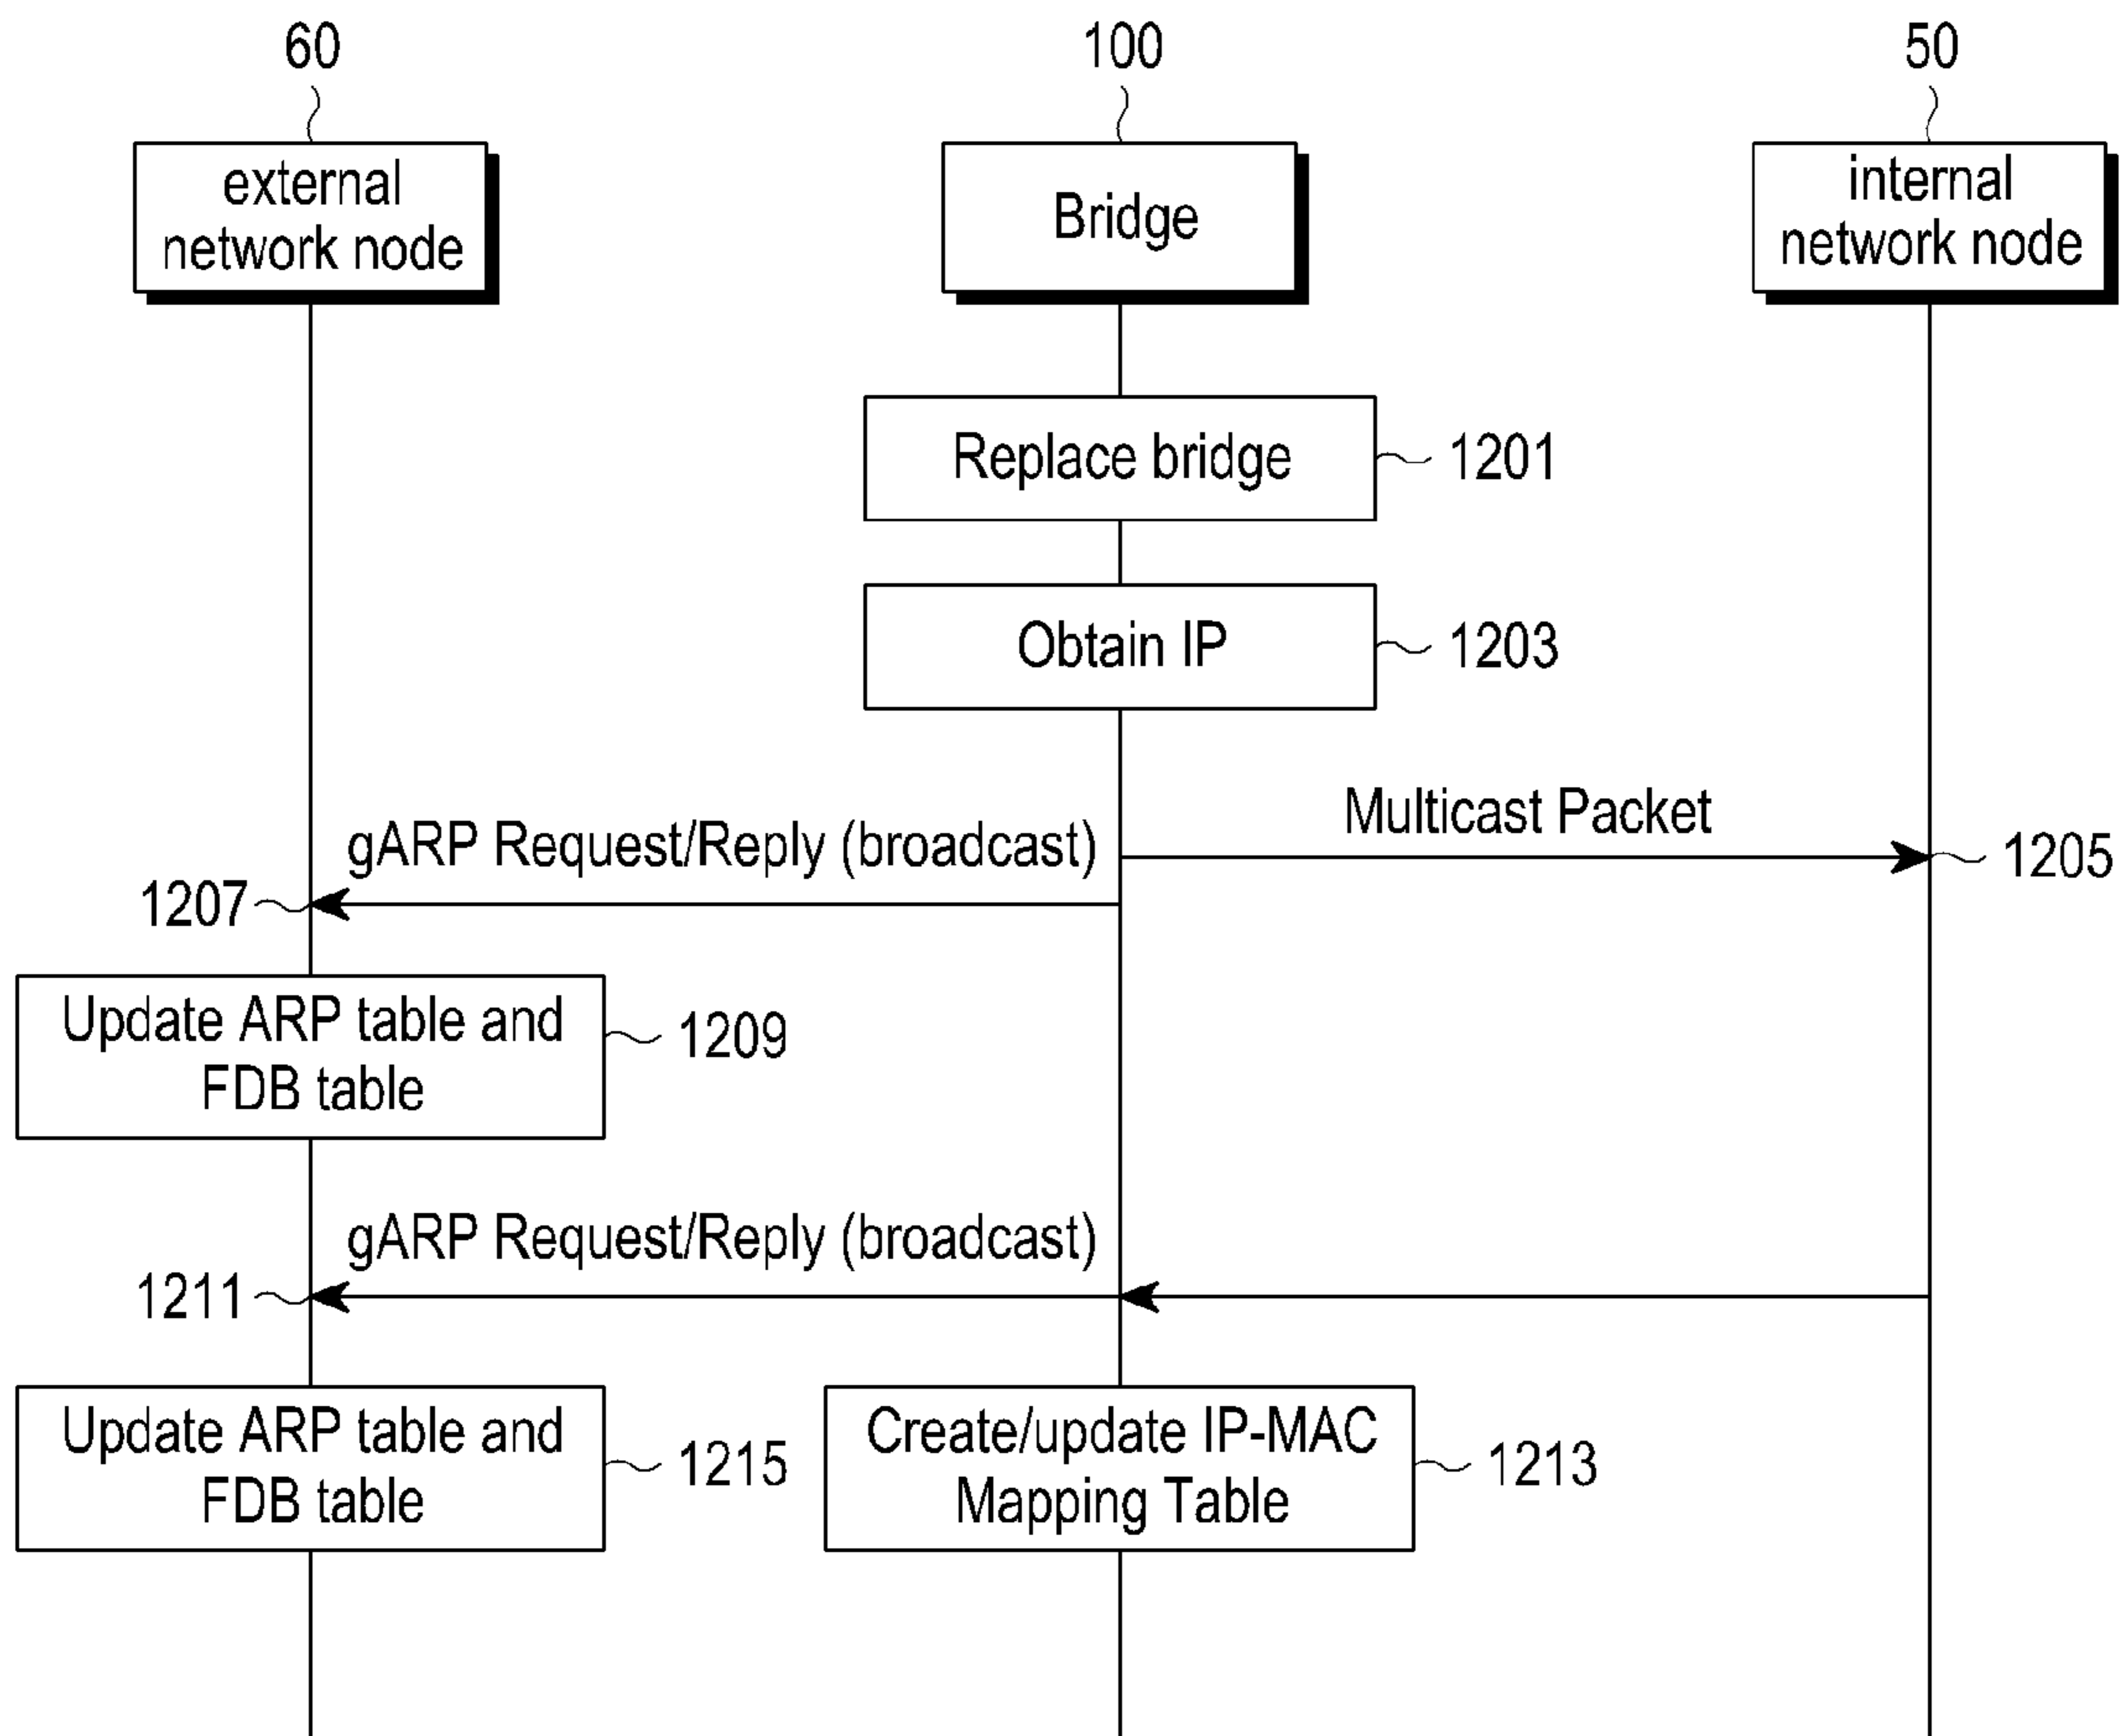 60
100
50
external
network node
Bridge
internal
network node
Replace bridge
1201
Obtain IP
1203
Multicast Packet
1205
gARP Request/Reply (broadcast)
1207
Update ARP table and
FDB table
1209
gARP Request/Reply (broadcast)
1211
Update ARP table and
FDB table
1215
Create/update IP-MAC
Mapping Table
1213